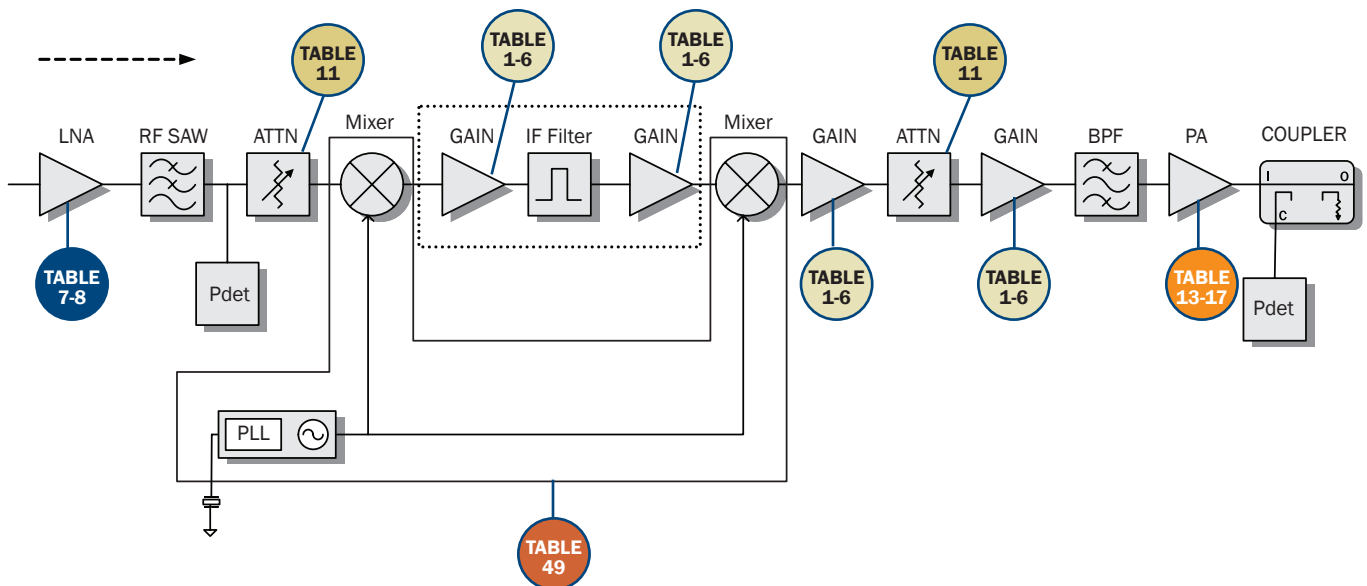 TABLE
11
TABLE
1-6
TABLE
1-6
TABLE
11
LNA
RF SAW
ATTN
Mixer
GAIN
IF Filter
GAIN
Mixer
GAIN
ATTN
GAIN
BPF
PA
COUPLER
I
O
C
TABLE
7-8
Pdet
TABLE
1-6
TABLE
1-6
TABLE
13-17
Pdet
PLL
TABLE
49